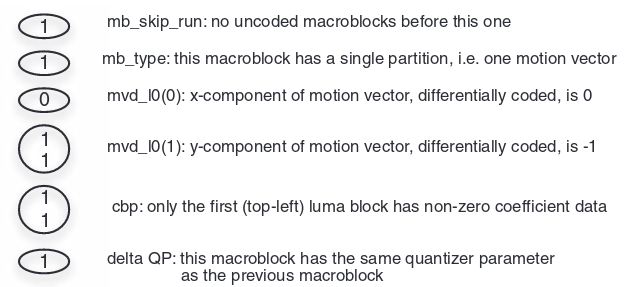 1 mb_skip_run: no uncoded macroblocks before this one
1 mb_type: this macroblock has a single partition, i.e. one motion vector
0 mvd_l0(0): x-component of motion vector, differentially coded, is 0
1
1 mvd_l0(1): y-component of motion vector, differentially coded, is -1
1
1 cbp: only the first (top-left) luma block has non-zero coefficient data
1 delta QP: this macroblock has the same quantizer parameter
as the previous macroblock